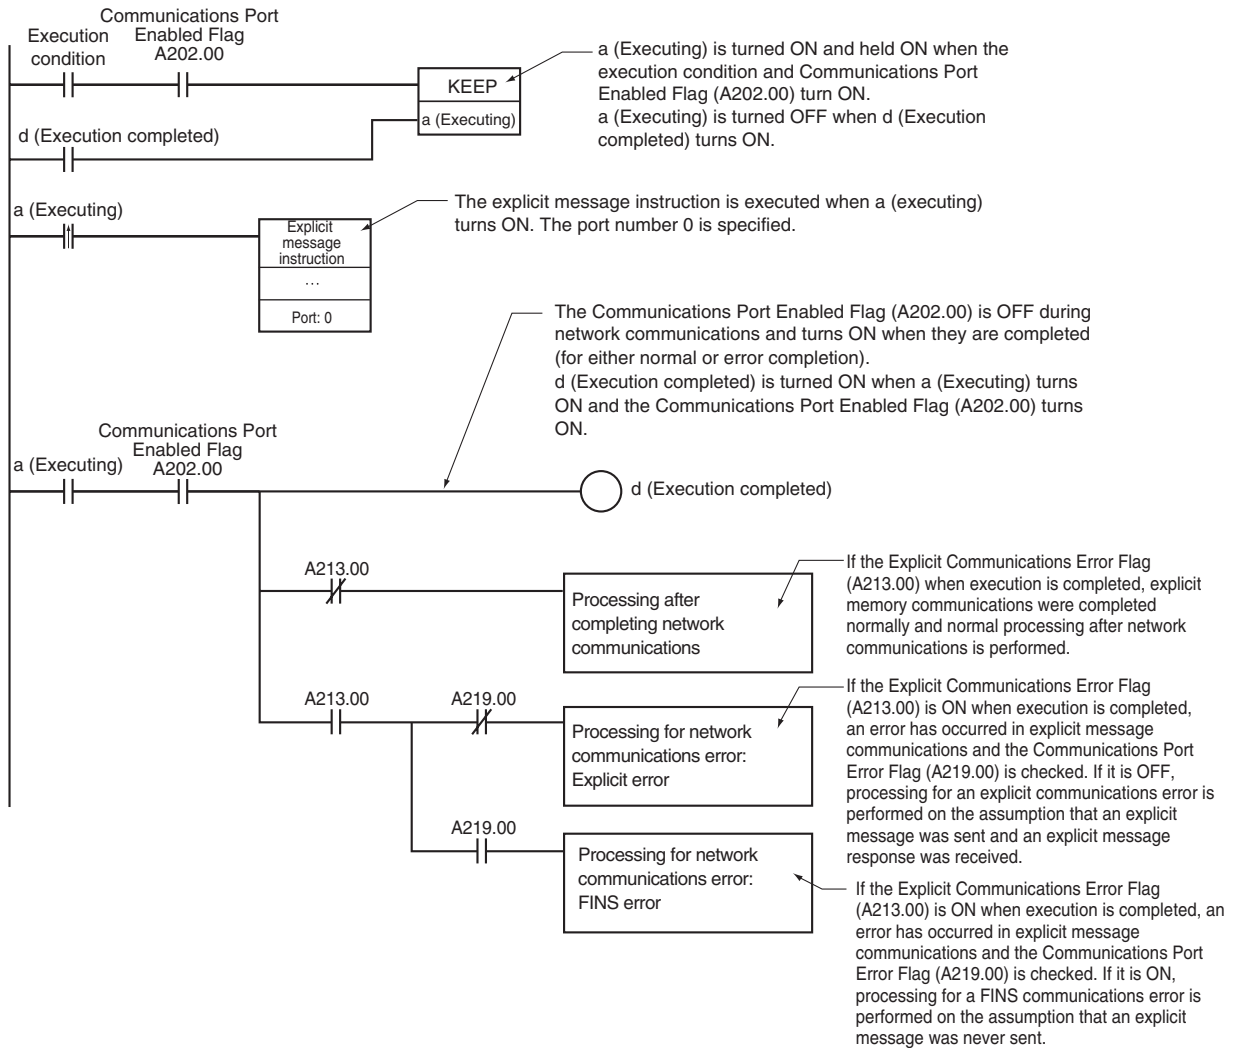 Communications Port
Enabled Flag
A202.00
Execution
condition
KEEP
a (Executing)
a (Executing) is turned ON and held ON when the
execution condition and Communications Port
Enabled Flag (A202.00) turn ON.
a (Executing) is turned OFF when d (Execution
completed) turns ON.
d (Execution completed)
a (Executing)
Explicit
message
instruction
...
Port: 0
The explicit message instruction is executed when a (executing)
turns ON. The port number 0 is specified.
The Communications Port Enabled Flag (A202.00) is OFF during
network communications and turns ON when they are completed
(for either normal or error completion).
d (Execution completed) is turned ON when a (Executing) turns
ON and the Communications Port Enabled Flag (A202.00) turns
ON.
Communications Port
Enabled Flag
A202.00
a (Executing)
d (Execution completed)
A213.00
Processing after
completing network
communications
If the Explicit Communications Error Flag
(A213.00) when execution is completed, explicit
memory communications were completed
normally and normal processing after network
communications is performed.
A213.00
A219.00
Processing for network
communications error:
Explicit error
If the Explicit Communications Error Flag
(A213.00) is ON when execution is completed,
an error has occurred in explicit message
communications and the Communications Port
Error Flag (A219.00) is checked. If it is OFF,
processing for an explicit communications error is
performed on the assumption that an explicit
message was sent and an explicit message
response was received.
A219.00
Processing for network
communications error:
FINS error
If the Explicit Communications Error Flag
(A213.00) is ON when execution is completed, an
error has occurred in explicit message
communications and the Communications Port
Error Flag (A219.00) is checked. If it is ON,
processing for a FINS communications error is
performed on the assumption that an explicit
message was never sent.